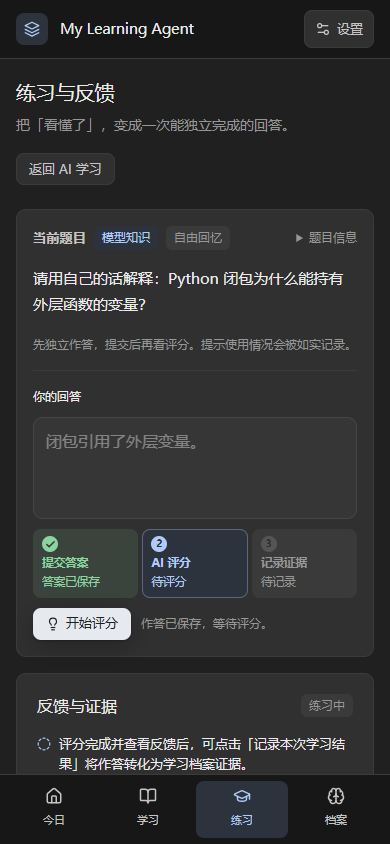 My Learning Agent
设置
练习与反馈
把「看懂了」，变成一次能独立完成的回答。
返回 AI 学习
当前题目
模型知识
自由回忆
题目信息
请用自己的话解释：Python 闭包为什么能持有
外层函数的变量？
先独立作答，提交后再看评分。提示使用情况会被如实记录。
你的回答
闭包引用了外层变量。
提交答案
答案已保存
2
AI 评分
待评分
3
记录证据
待记录
开始评分
作答已保存，等待评分。
反馈与证据
练习中
评分完成并查看反馈后，可点击「记录本次学习结
果」将作答转化为学习档案证据。
今日
学习
练习
档案